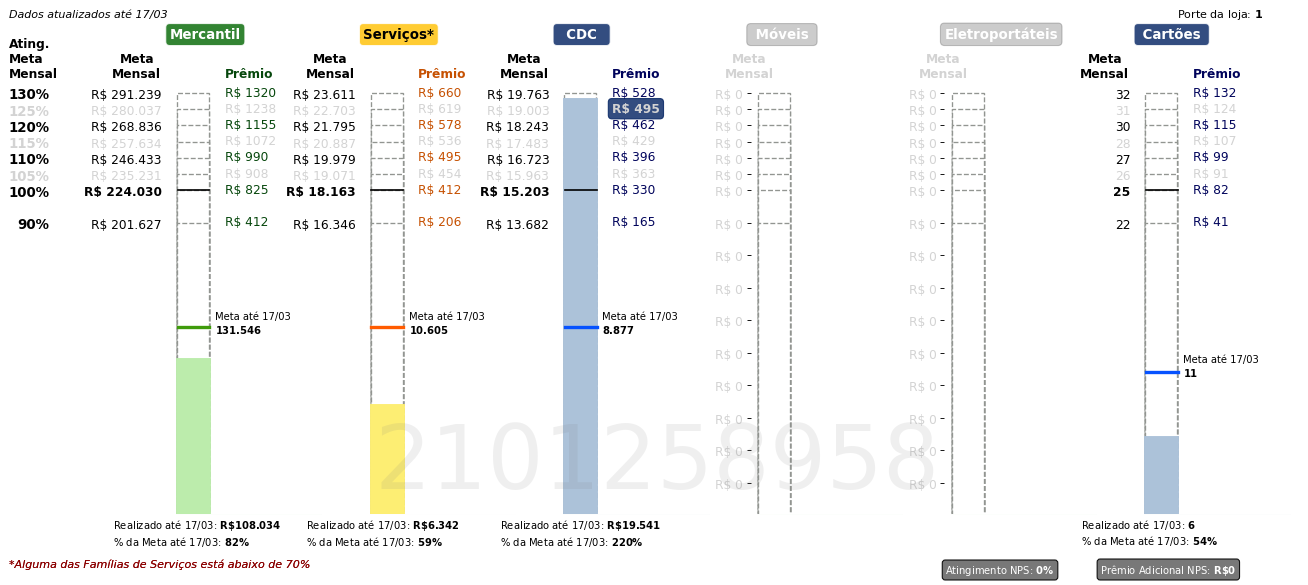 Dados atualizados até 17/03
Porte da loja: 1
Mercantil Serviços* CDC Móveis Eletroportáteis Cartões
Ating.
Meta Meta Meta Meta Meta Meta Meta
Mensal Mensal Prêmio Mensal Prêmio Mensal Prêmio Mensal Mensal Mensal Prêmio
130% R$ 291.239 R$ 1320 R$ 23.611 R$ 660 R$ 19.763 R$ 528 R$ 0 R$ 0 32 R$ 132
125% R$ 280.037 R$ 1238 R$ 22.703 R$ 619 R$ 19.003 R$ 495 R$ 0 R$ 0 31 R$ 124
120% R$ 268.836 R$ 1155 R$ 21.795 R$ 578 R$ 18.243 R$ 462 R$ 0 R$ 0 30 R$ 115
115% R$ 257.634 R$ 1072 R$ 20.887 R$ 536 R$ 17.483 R$ 429 R$ 0 R$ 0 28 R$ 107
110% R$ 246.433 R$ 990 R$ 19.979 R$ 495 R$ 16.723 R$ 396 R$ 0 R$ 0 27 R$ 99
105% R$ 235.231 R$ 908 R$ 19.071 R$ 454 R$ 15.963 R$ 363 R$ 0 R$ 0 26 R$ 91
100% R$ 224.030 R$ 825 R$ 18.163 R$ 412 R$ 15.203 R$ 330 R$ 0 R$ 0 25 R$ 82
90% R$ 201.627 R$ 412 R$ 16.346 R$ 206 R$ 13.682 R$ 165 R$ 0 R$ 0 22 R$ 41
R$ 0 R$ 0
R$ 0 R$ 0
Meta até 17/03 Meta até 17/03 Meta até 17/03 R$ 0 R$ 0
131.546 10.605 8.877
R$ 0 R$ 0 Meta até 17/03
11
R$ 0 R$ 0
R$ 0 R$ 0
R$ 0 R$ 0
2101258958
R$ 0 R$ 0
Realizado até 17/03: R$108.034 Realizado até 17/03: R$6.342 Realizado até 17/03: R$19.541 Realizado até 17/03: 6
% da Meta até 17/03: 82% % da Meta até 17/03: 59% % da Meta até 17/03: 220% % da Meta até 17/03: 54%
*Alguma das Famílias de Serviços está abaixo de 70%
Atingimento NPS: 0% Prêmio Adicional NPS: R$0